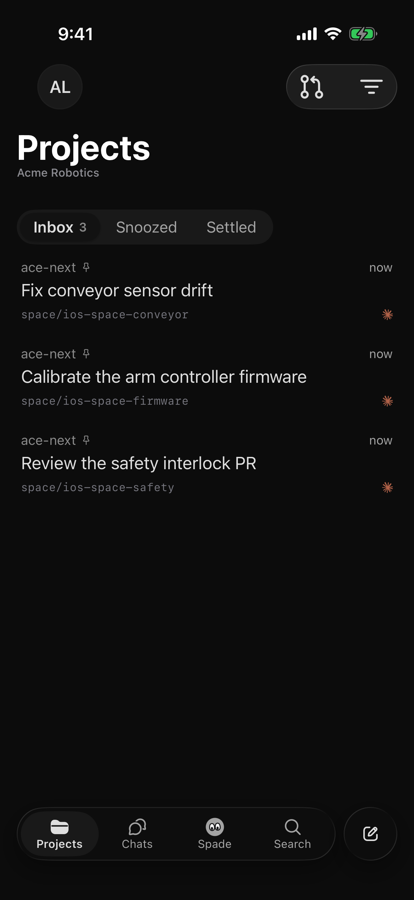 9:41
AL
Projects
Acme Robotics
Inbox 3 Snoozed Settled
ace-next now
Fix conveyor sensor drift
space/ios-space-conveyor
ace-next now
Calibrate the arm controller firmware
space/ios-space-firmware
ace-next now
Review the safety interlock PR
space/ios-space-safety
Projects Chats Spade Search